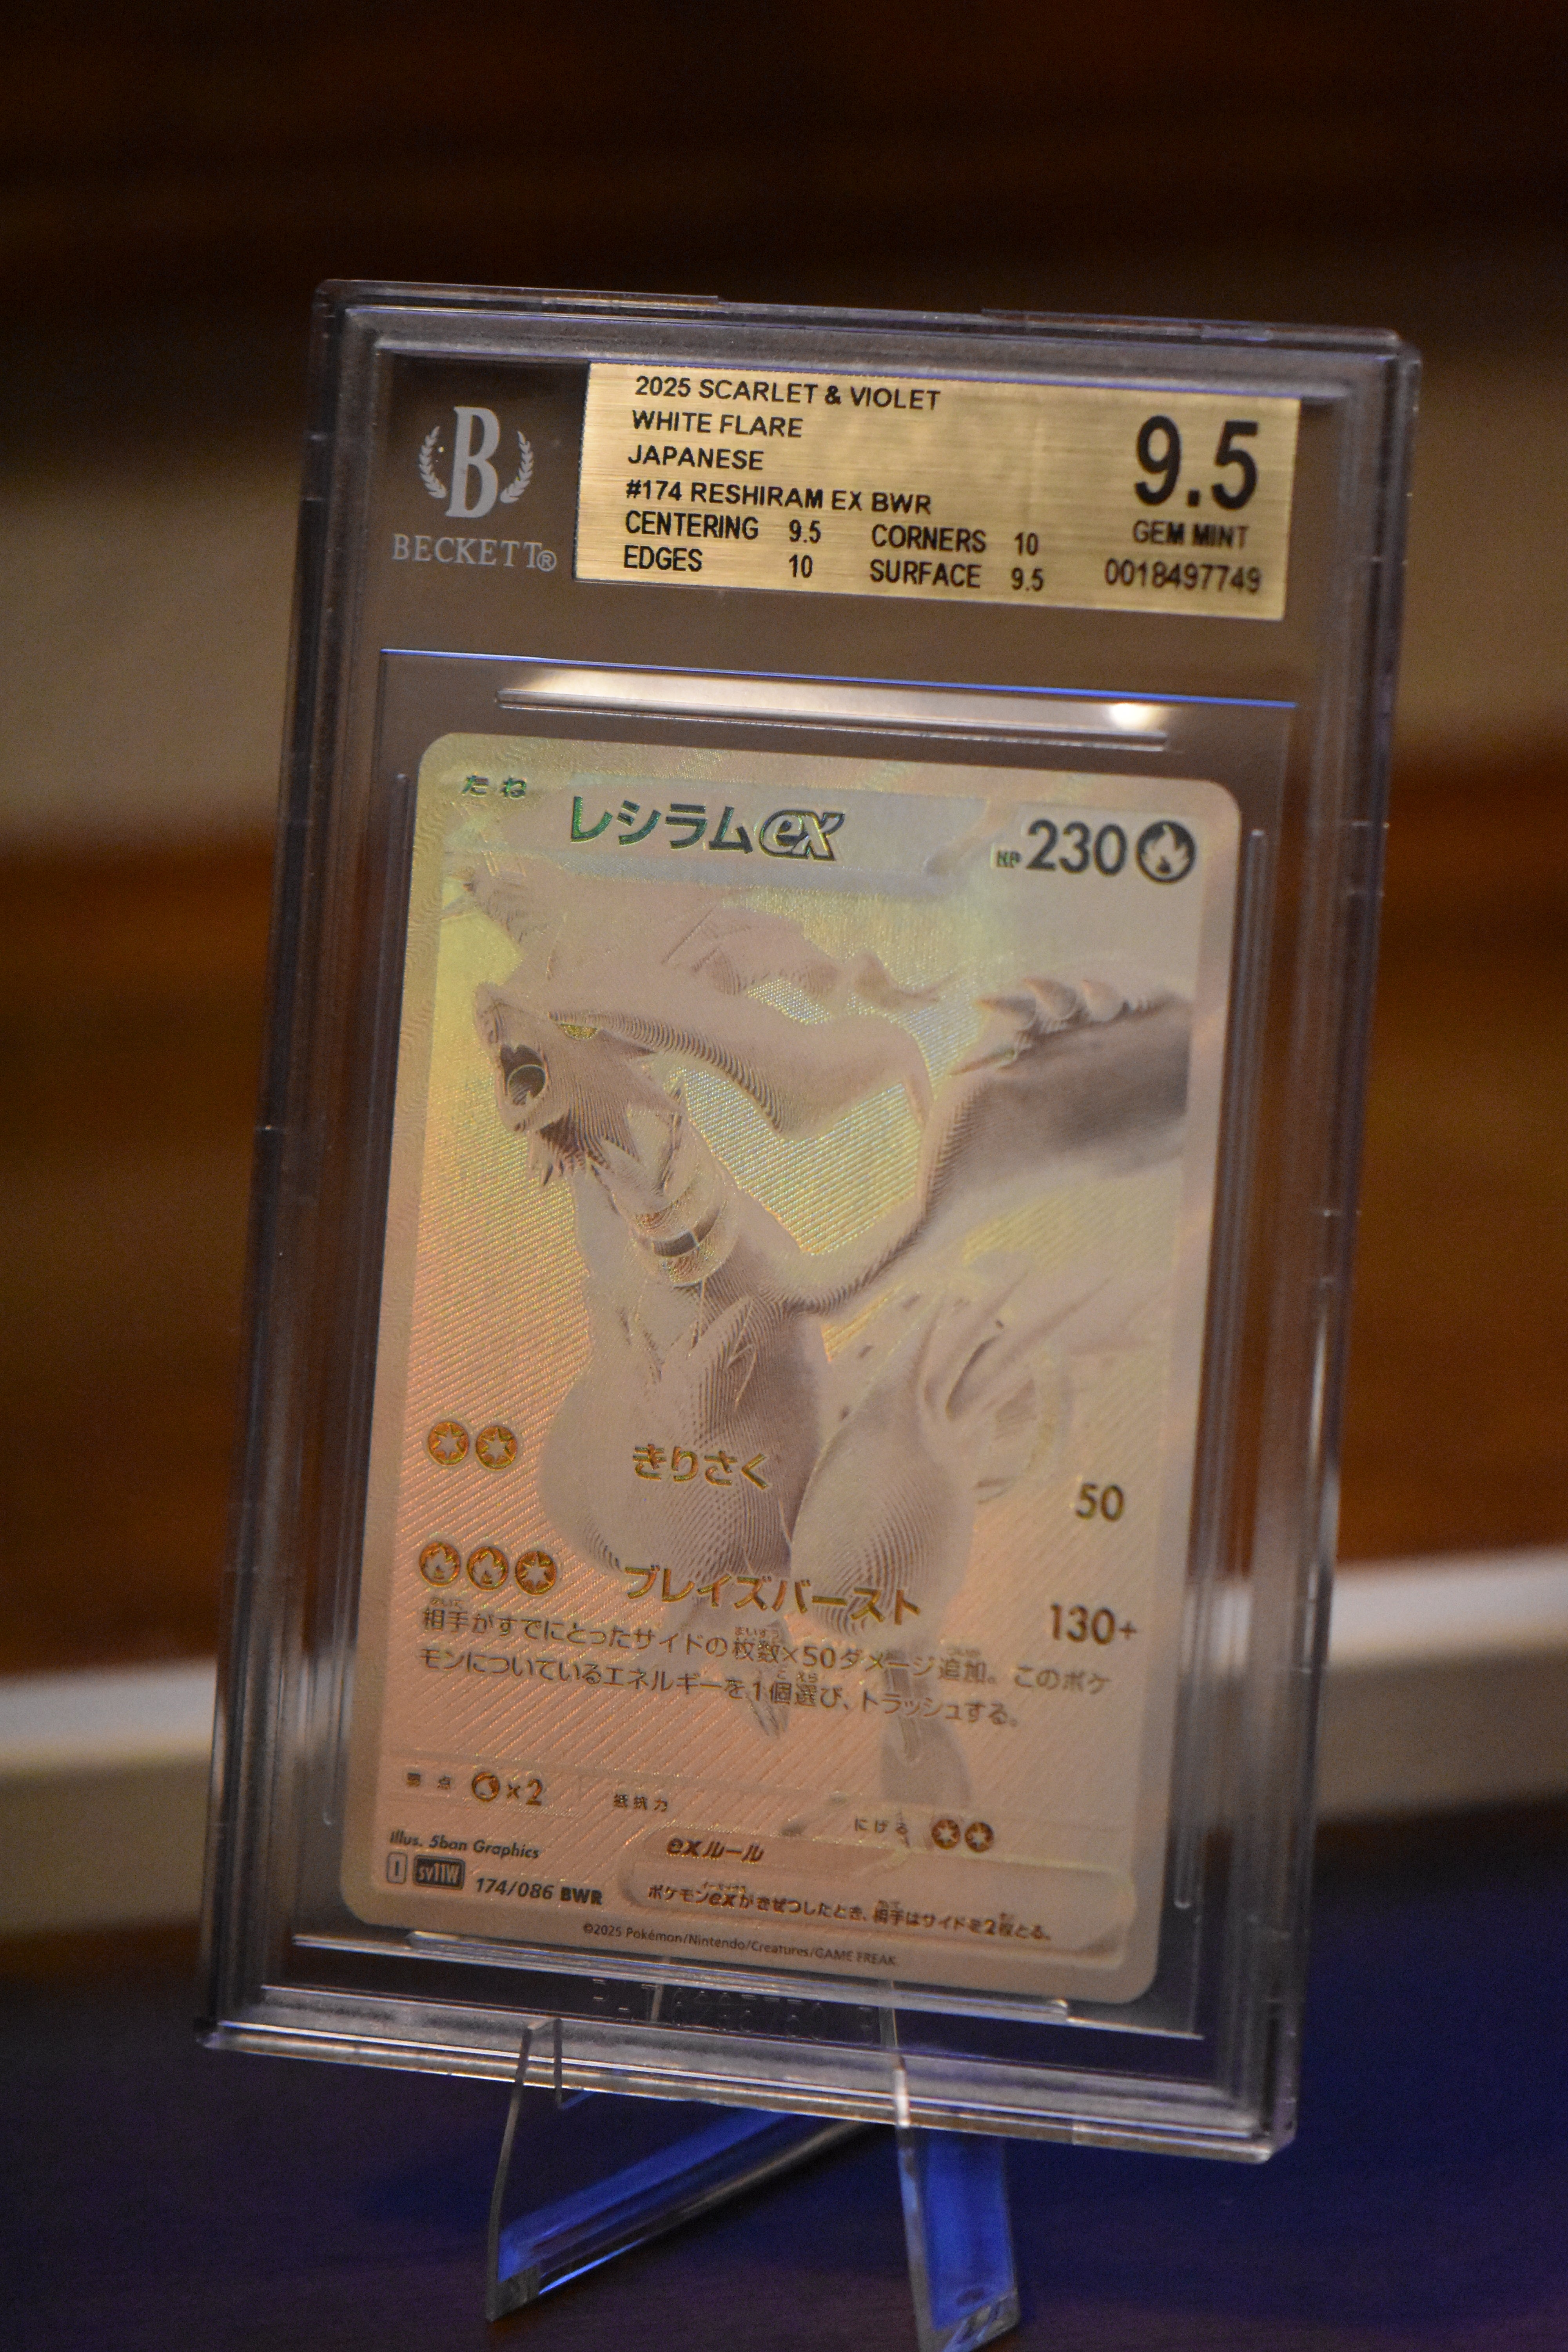 B
BECKETT®
2025 SCARLET & VIOLET
WHITE FLARE
JAPANESE
#174 RESHIRAM EX BWR
CENTERING 9.5 CORNERS 10
EDGES 10 SURFACE 9.5
9.5
GEM MINT
0018497749
たね
レシラムex
HP 230
きりさく 50
ブレイズバースト 130+
相手がすでにとったサイドの枚数×50ダメージ追加。このポケ
モンについているエネルギーを1個選び、トラッシュする。
弱点 ×2 抵抗力
にげる
Illus. 5ban Graphics
I sv11W 174/086 BWR
exルール
ポケモンexがきぜつしたとき、相手はサイドを2枚とる。
©2025 Pokémon/Nintendo/Creatures/GAME FREAK